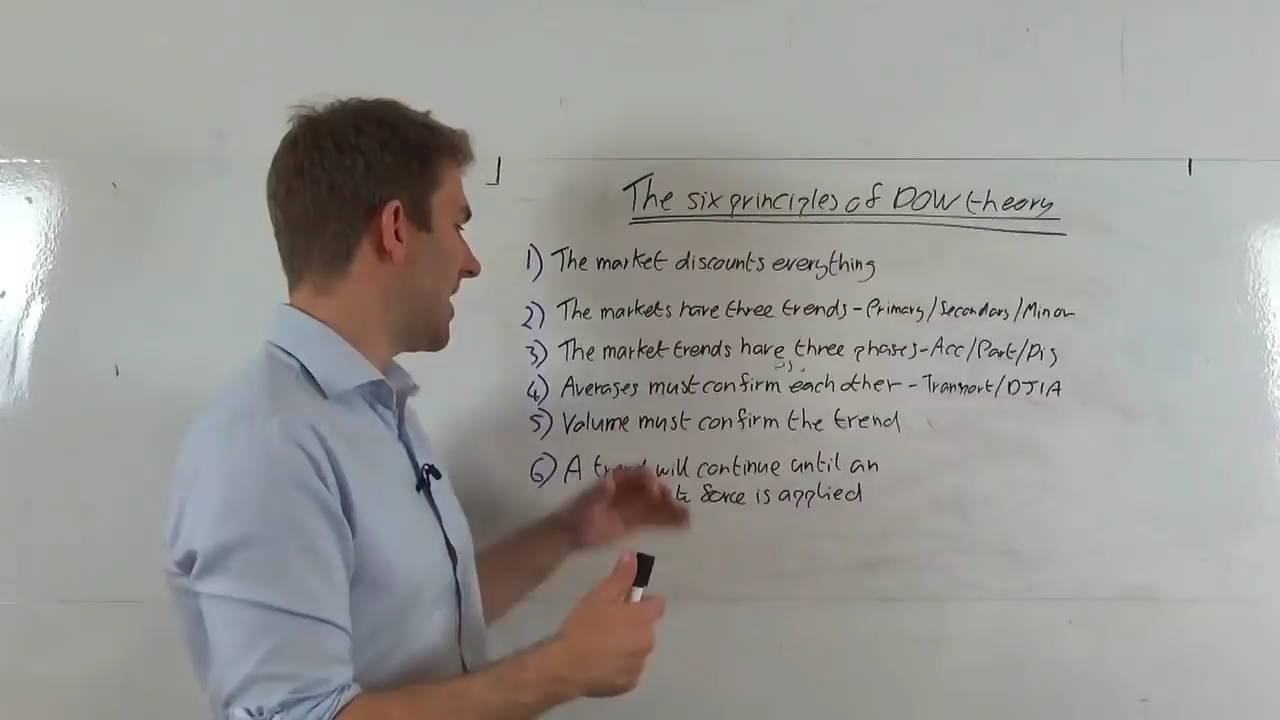 The six principles of DOW theory
1) The market discounts everything
2) The markets have three trends - Primary/Secondary/Minor
3) The market trends have three phases - Acc/Part/Dis
4) Averages must confirm each other - Transport/DJIA
5) Volume must confirm the trend
6) A trend will continue until an
force is applied